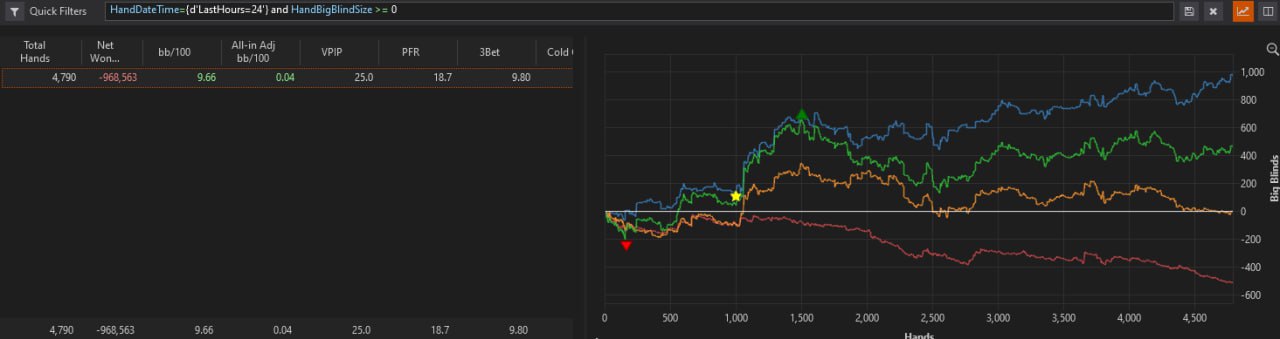 Quick Filters HandDateTime={d'LastHours=24'} and HandBigBlindSize >= 0
Total Hands Net Won... bb/100 All-in Adj bb/100 VPIP PFR 3Bet Cold
4,790 -968,563 9.66 0.04 25.0 18.7 9.80
1,000
800
600
400
200
0
-200
-400
-600
Big Blinds
0 500 1,000 1,500 2,000 2,500 3,000 3,500 4,000 4,500
Hands
4,790 -968,563 9.66 0.04 25.0 18.7 9.80